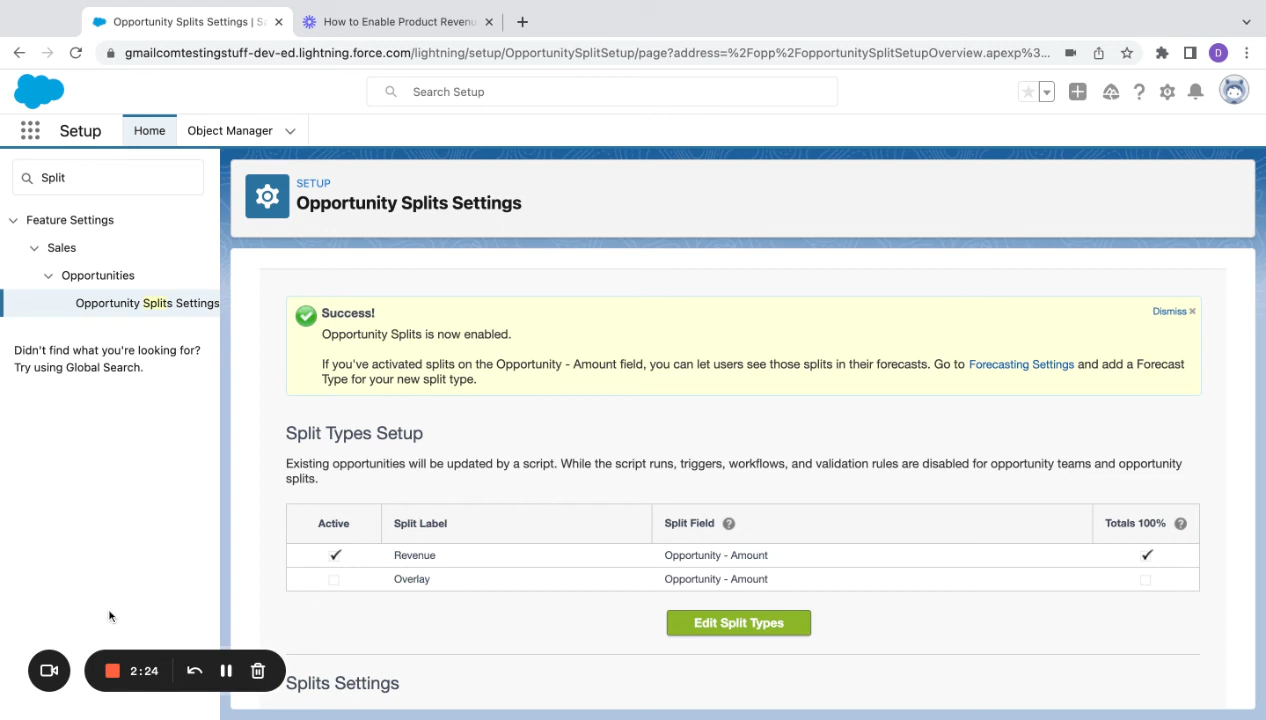 Opportunity Splits Settings | S
How to Enable Product Revenu
gmailcomtestingstuff-dev-ed.lightning.force.com/lightning/setup/OpportunitySplitSetup/page?address=%2Fopp%2FopportunitySplitSetupOverview.apexp%3...
D
Search Setup
Setup
Home
Object Manager
Split
Feature Settings
Sales
Opportunities
Opportunity Splits Settings
Didn't find what you're looking for?
Try using Global Search.
SETUP
Opportunity Splits Settings
Success!
Dismiss
Opportunity Splits is now enabled.
If you've activated splits on the Opportunity - Amount field, you can let users see those splits in their forecasts. Go to Forecasting Settings and add a Forecast
Type for your new split type.
Split Types Setup
Existing opportunities will be updated by a script. While the script runs, triggers, workflows, and validation rules are disabled for opportunity teams and opportunity
splits.
Active Split Label Split Field ? Totals 100% ?
Revenue Opportunity - Amount
Overlay Opportunity - Amount
Edit Split Types
2:24
Splits Settings